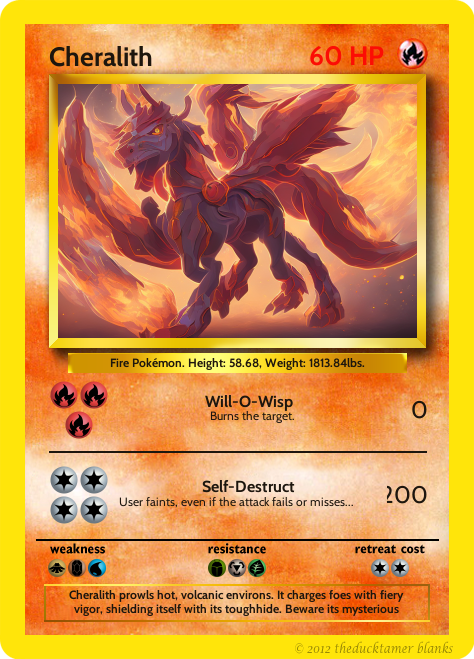 Cheralith
60 HP
Fire Pokémon. Height: 58.68, Weight: 1813.84lbs.
Will-O-Wisp
Burns the target.
0
Self-Destruct
User faints, even if the attack fails or misses...
200
weakness
resistance
retreat cost
Cheralith prowls hot, volcanic environs. It charges foes with fiery
vigor, shielding itself with its toughhide. Beware its mysterious
© 2012 theducktamer blanks